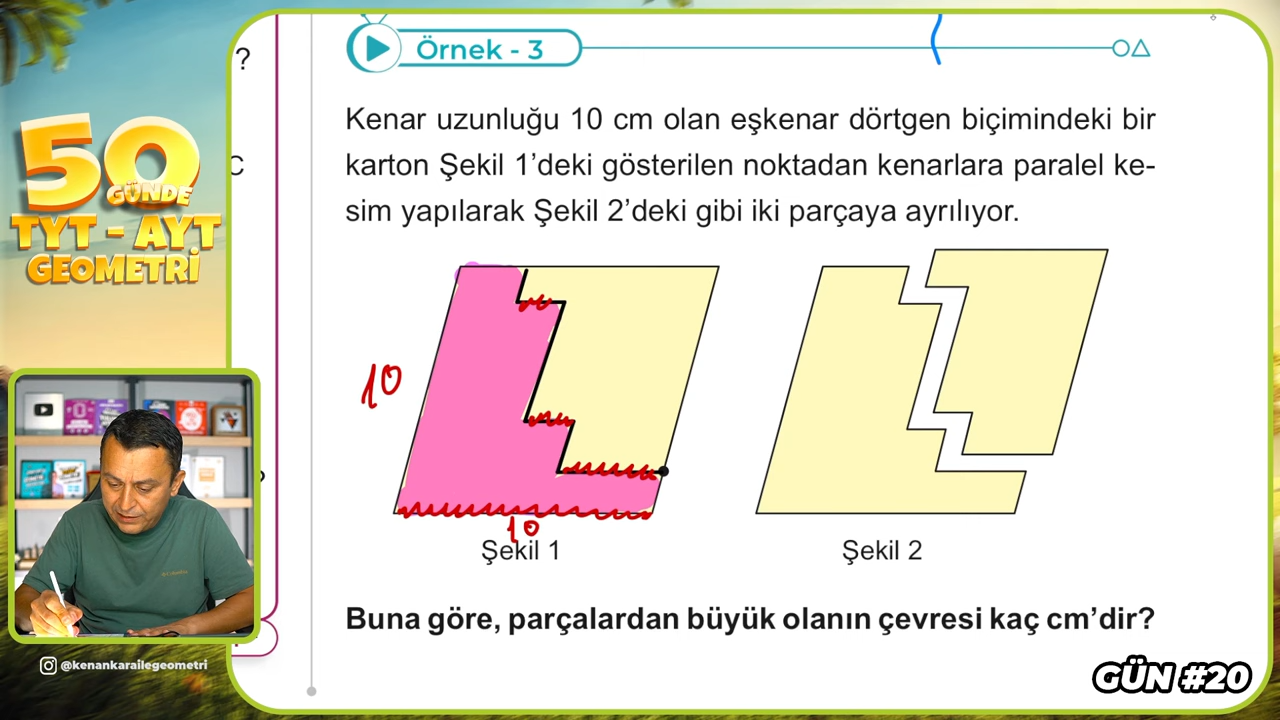 50
GÜNDE
TYT - AYT
GEOMETRİ
?
C
Örnek - 3
Kenar uzunluğu 10 cm olan eşkenar dörtgen biçimindeki bir
karton Şekil 1’deki gösterilen noktadan kenarlara paralel ke-
sim yapılarak Şekil 2’deki gibi iki parçaya ayrılıyor.
10
10
Şekil 1
Şekil 2
Buna göre, parçalardan büyük olanın çevresi kaç cm’dir?
@kenankarailegeometri
GÜN #20